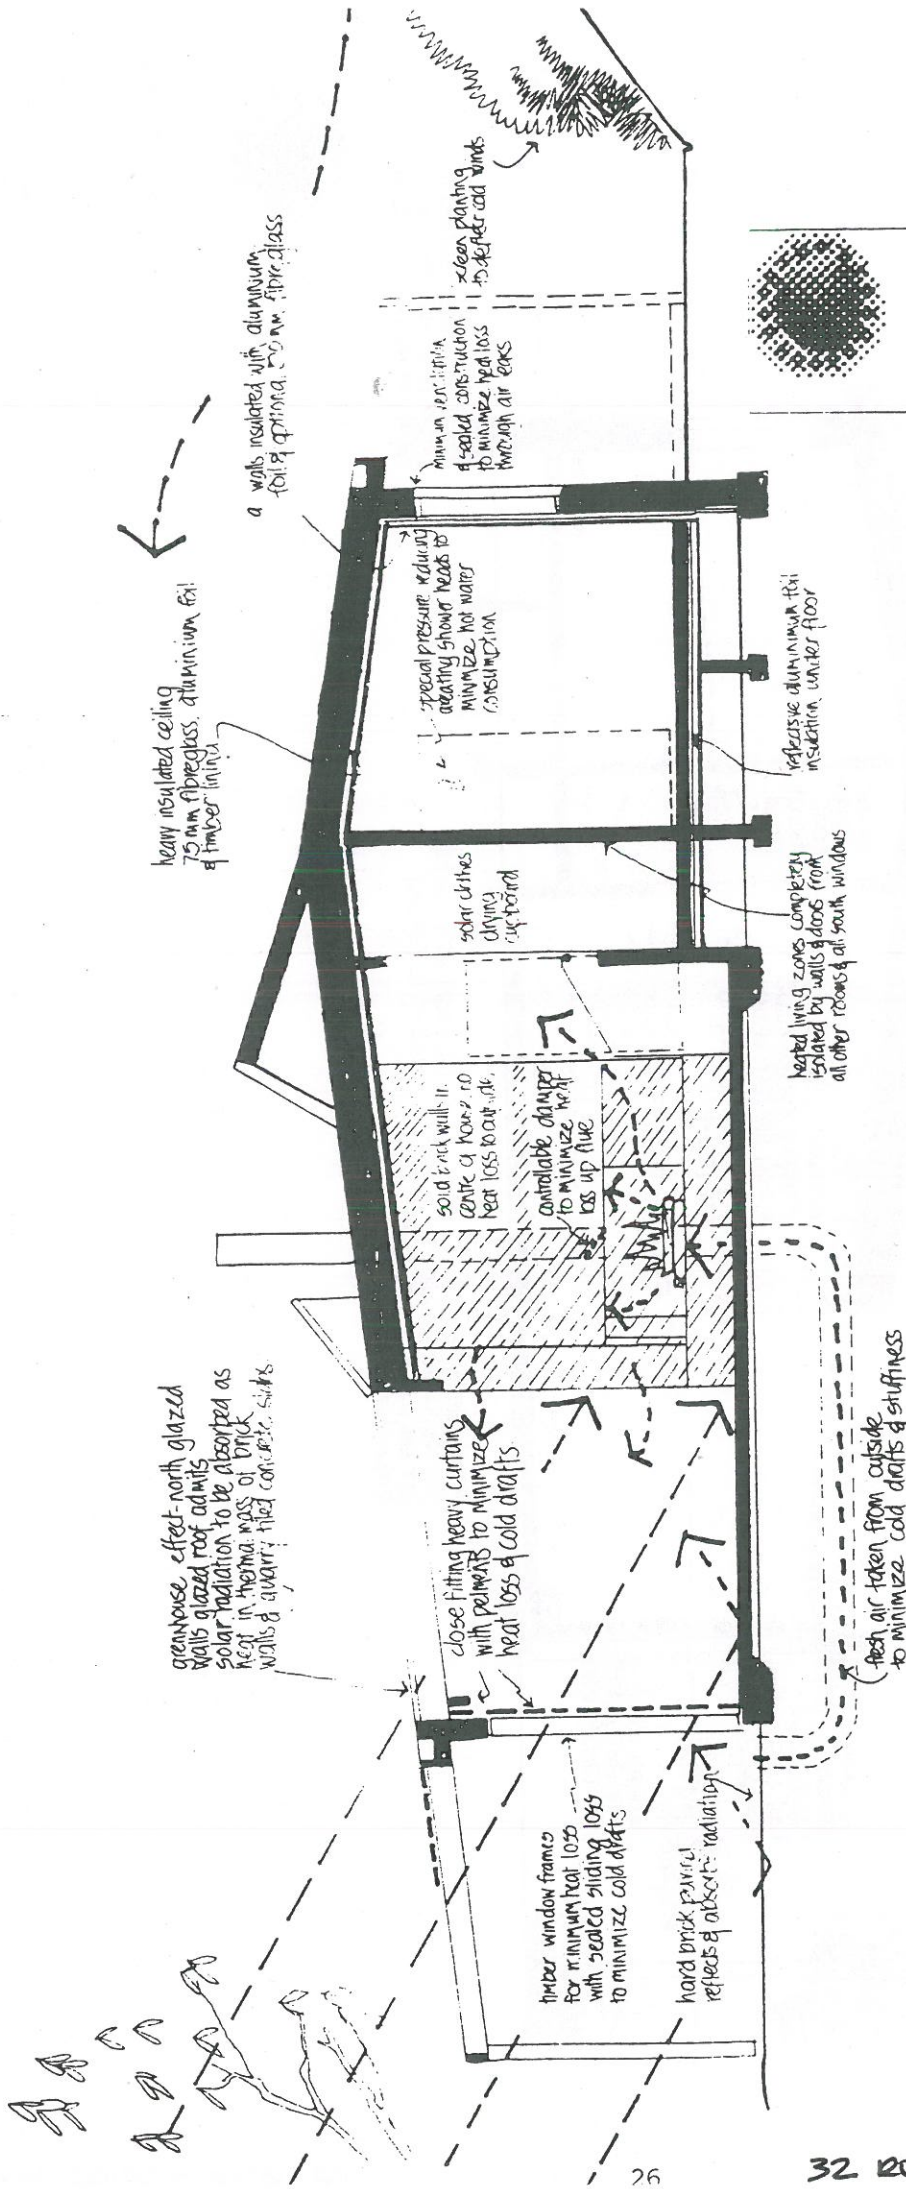 greenhouse effect-north glazed
walls glazed roof admits
solar radiation to be absorbed as
heat in thermal mass of brick
walls & quarry tiled concrete slabs
heavy insulated ceiling
75 mm fibreglass, aluminium foil
& timber lining
a walls insulated with aluminium
foil & optional 50 mm fibreglass
close fitting heavy curtains
with pelments to minimize
heat loss & cold drafts
solid brick walls in
centre of house no
heat loss to outside
controllable damper
to minimize heat
loss up flue
solar clothes
drying
cupboard
special pressure reducing
aerating shower heads to
minimize hot water
consumption
minimum ventilation
& sealed construction
to minimize heat loss
through air leaks
screen planting
to deflect cold winds
timber window frames
for minimum heat loss
with sealed sliding loss
to minimize cold drafts
hard brick paving
reflects & absorbs radiation
fresh air taken from outside
to minimize cold drafts & stuffiness
heated living zones completely
isolated by walls & doors from
all other rooms & all south windows
reflective aluminimun foil
insulation under floor
26
32